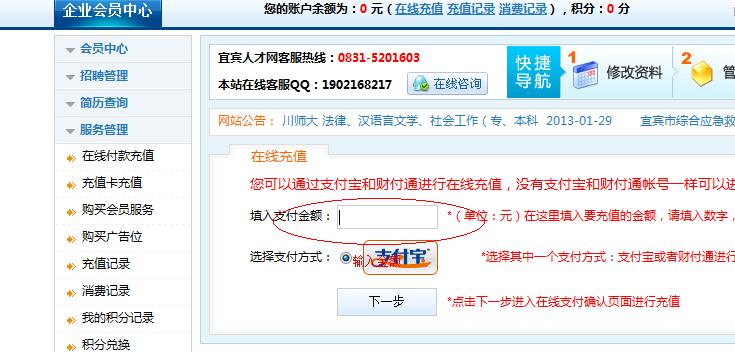 企业会员中心
您的账户余额为：0 元（在线充值 充值记录 消费记录），积分：0 分
会员中心
招聘管理
简历查询
服务管理
在线付款充值
充值卡充值
购买会员服务
购买广告位
充值记录
消费记录
我的积分记录
积分兑换
宜宾人才网客服热线：0831-5201603
本站在线客服QQ：1902168217
在线咨询
快捷导航
1 修改资料
2 管
网站公告： 川师大 法律、汉语言文学、社会工作（专、本科 2013-01-29 宜宾市综合应急救
在线充值
您可以通过支付宝和财付通进行在线充值，没有支付宝和财付通帐号一样可以进
填入支付金额： *（单位：元）在这里填入要充值的金额，请填入数字，
选择支付方式： 支付宝 *选择其中一个支付方式：支付宝或者财付通进行
输入金额
下一步 *点击下一步进入在线支付确认页面进行充值